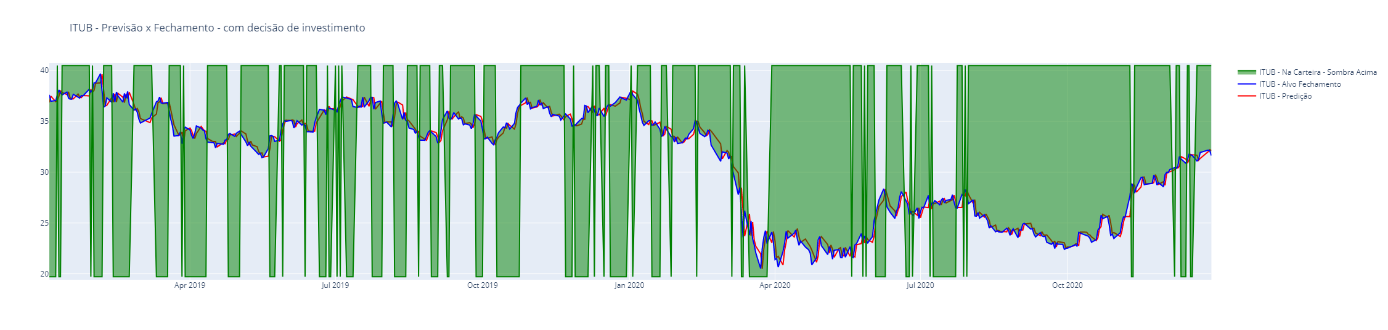 ITUB - Previsão x Fechamento - com decisão de investimento
40
35
30
25
20
Apr 2019
Jul 2019
Oct 2019
Jan 2020
Apr 2020
Jul 2020
Oct 2020
ITUB - Na Carteira - Sombra Acima
ITUB - Alvo Fechamento
ITUB - Predição